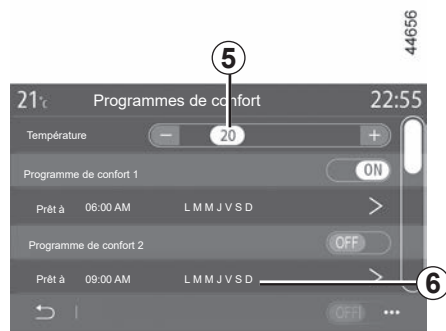 44656
5
21°c Programmes de confort 22:55
Température − 20 +
Programme de confort 1 ON
Prêt à 06:00 AM L M M J V S D >
Programme de confort 2 OFF
Prêt à 09:00 AM L M M J V S D >
6
OFF ...